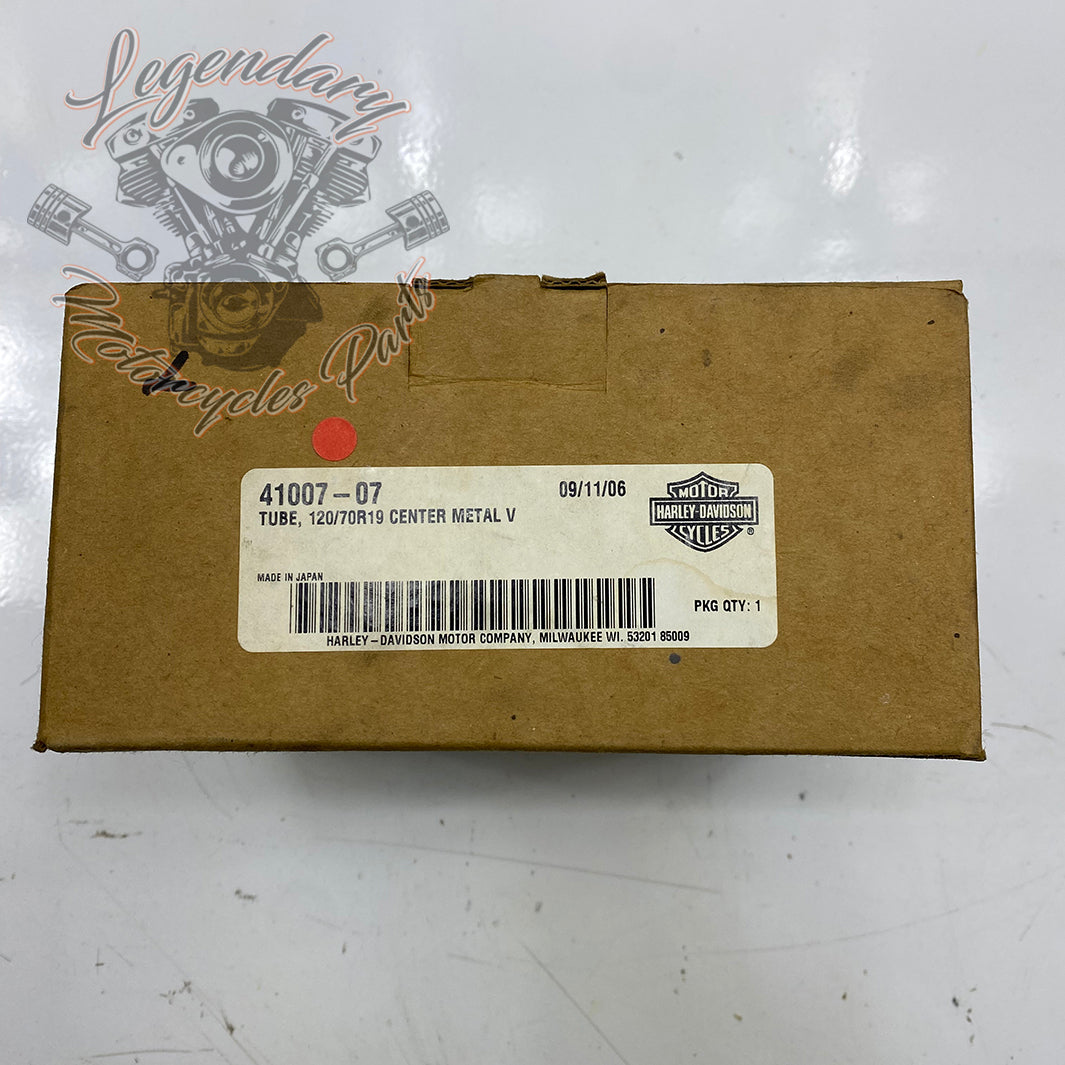 Legendary
Motorcycles Parts
41007-07
09/11/06
TUBE, 120/70R19 CENTER METAL V
MOTOR
HARLEY-DAVIDSON
CYCLES
®
MADE IN JAPAN
PKG QTY: 1
HARLEY-DAVIDSON MOTOR COMPANY, MILWAUKEE WI. 53201 85009